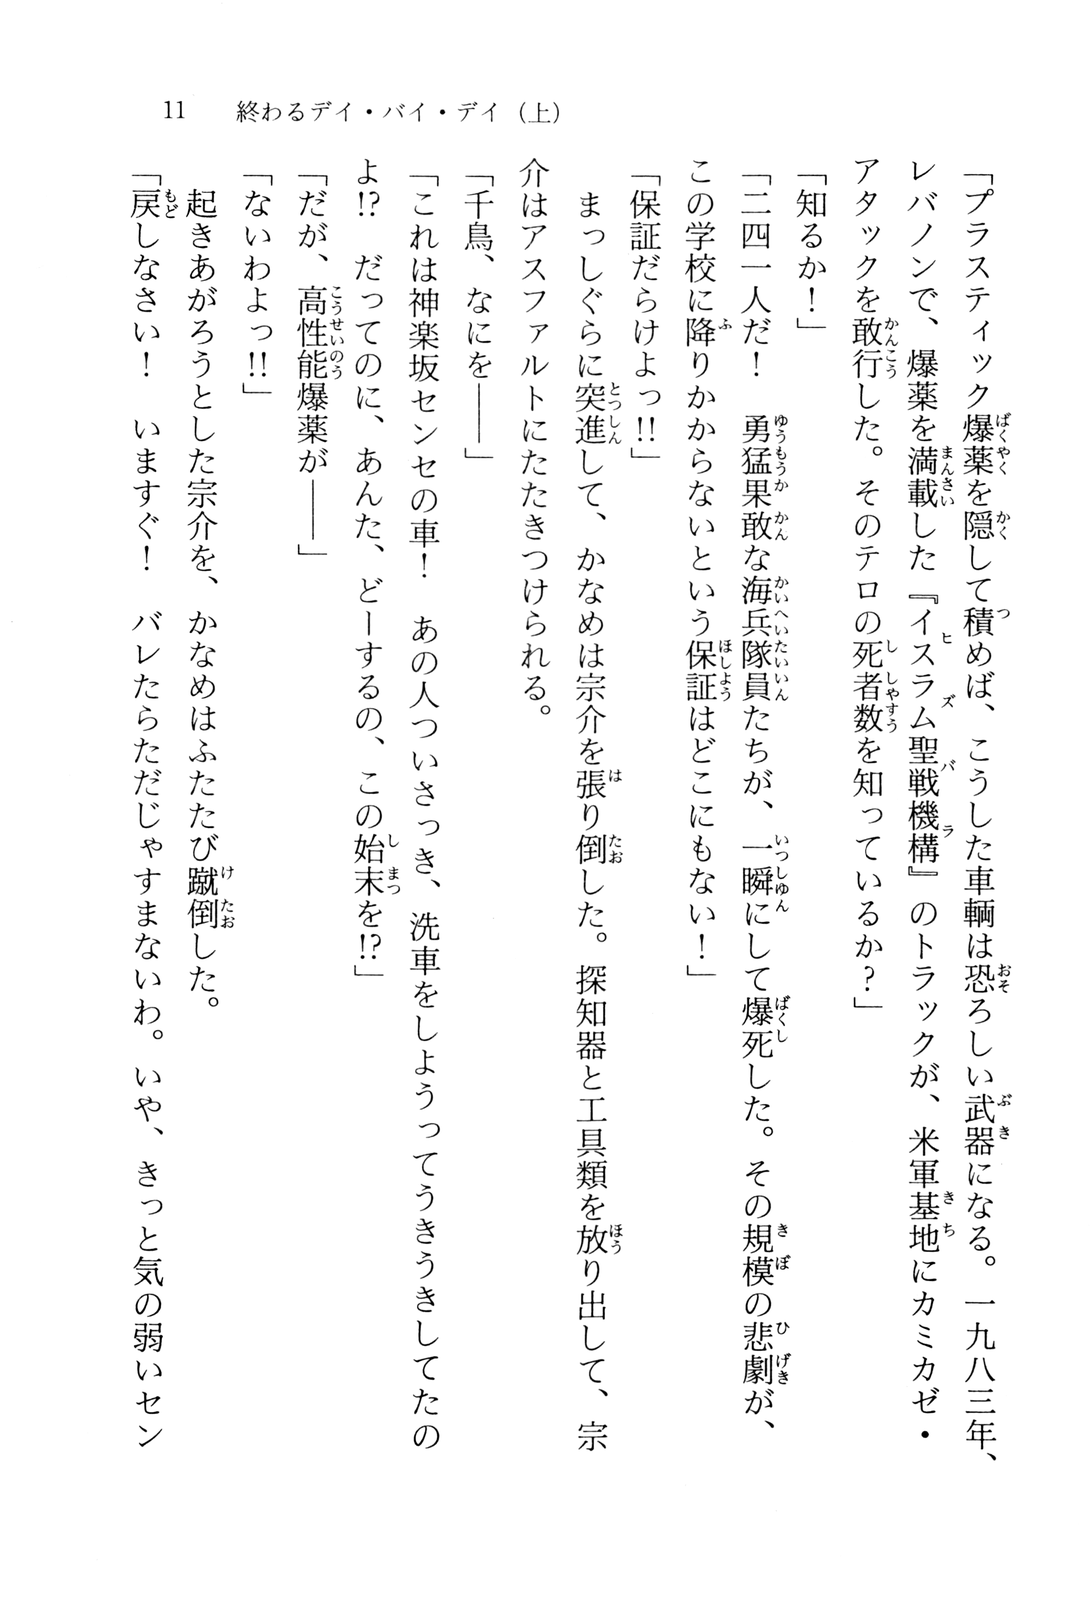 11　終わるデイ・バイ・デイ（上）
「プラスティック爆薬を隠して積めば、こうした車輌は恐ろしい武器になる。一九八三年、
レバノンで、爆薬を満載した『イスラム聖戦機構』のトラックが、米軍基地にカミカゼ・
アタックを敢行した。そのテロの死者数を知っているか？」
「知るか！」
「二四一人だ！　勇猛果敢な海兵隊員たちが、一瞬にして爆死した。その規模の悲劇が、
この学校に降りかからないという保証はどこにもない！」
「保証だらけよっ!!」
　まっしぐらに突進して、かなめは宗介を張り倒した。探知器と工具類を放り出して、宗
介はアスファルトにたたきつけられる。
「千鳥、なにを――」
「これは神楽坂センセの車！　あの人ついさっき、洗車をしようってうきうきしてたの
よ!?　だってのに、あんた、どーするの、この始末を!?」
「だが、高性能爆薬が――」
「ないわよっ!!」
　起きあがろうとした宗介を、かなめはふたたび蹴倒した。
「戻しなさい！　いますぐ！　バレたらただじゃすまないわ。いや、きっと気の弱いセン